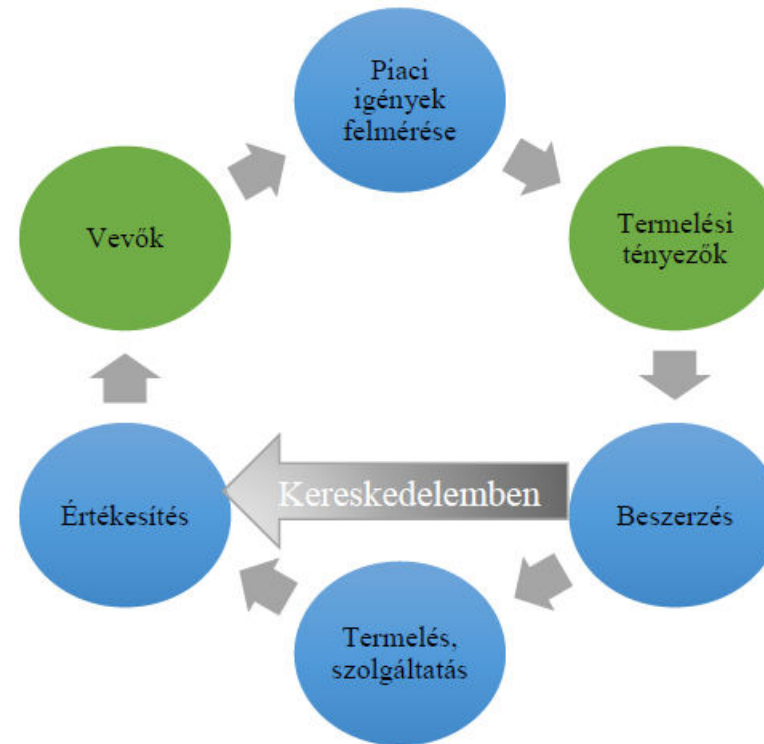 Piaci
igények
felmérése
Vevők
Termelési
tényezők
Értékesítés
Kereskedelemben
Beszerzés
Termelés,
szolgáltatás